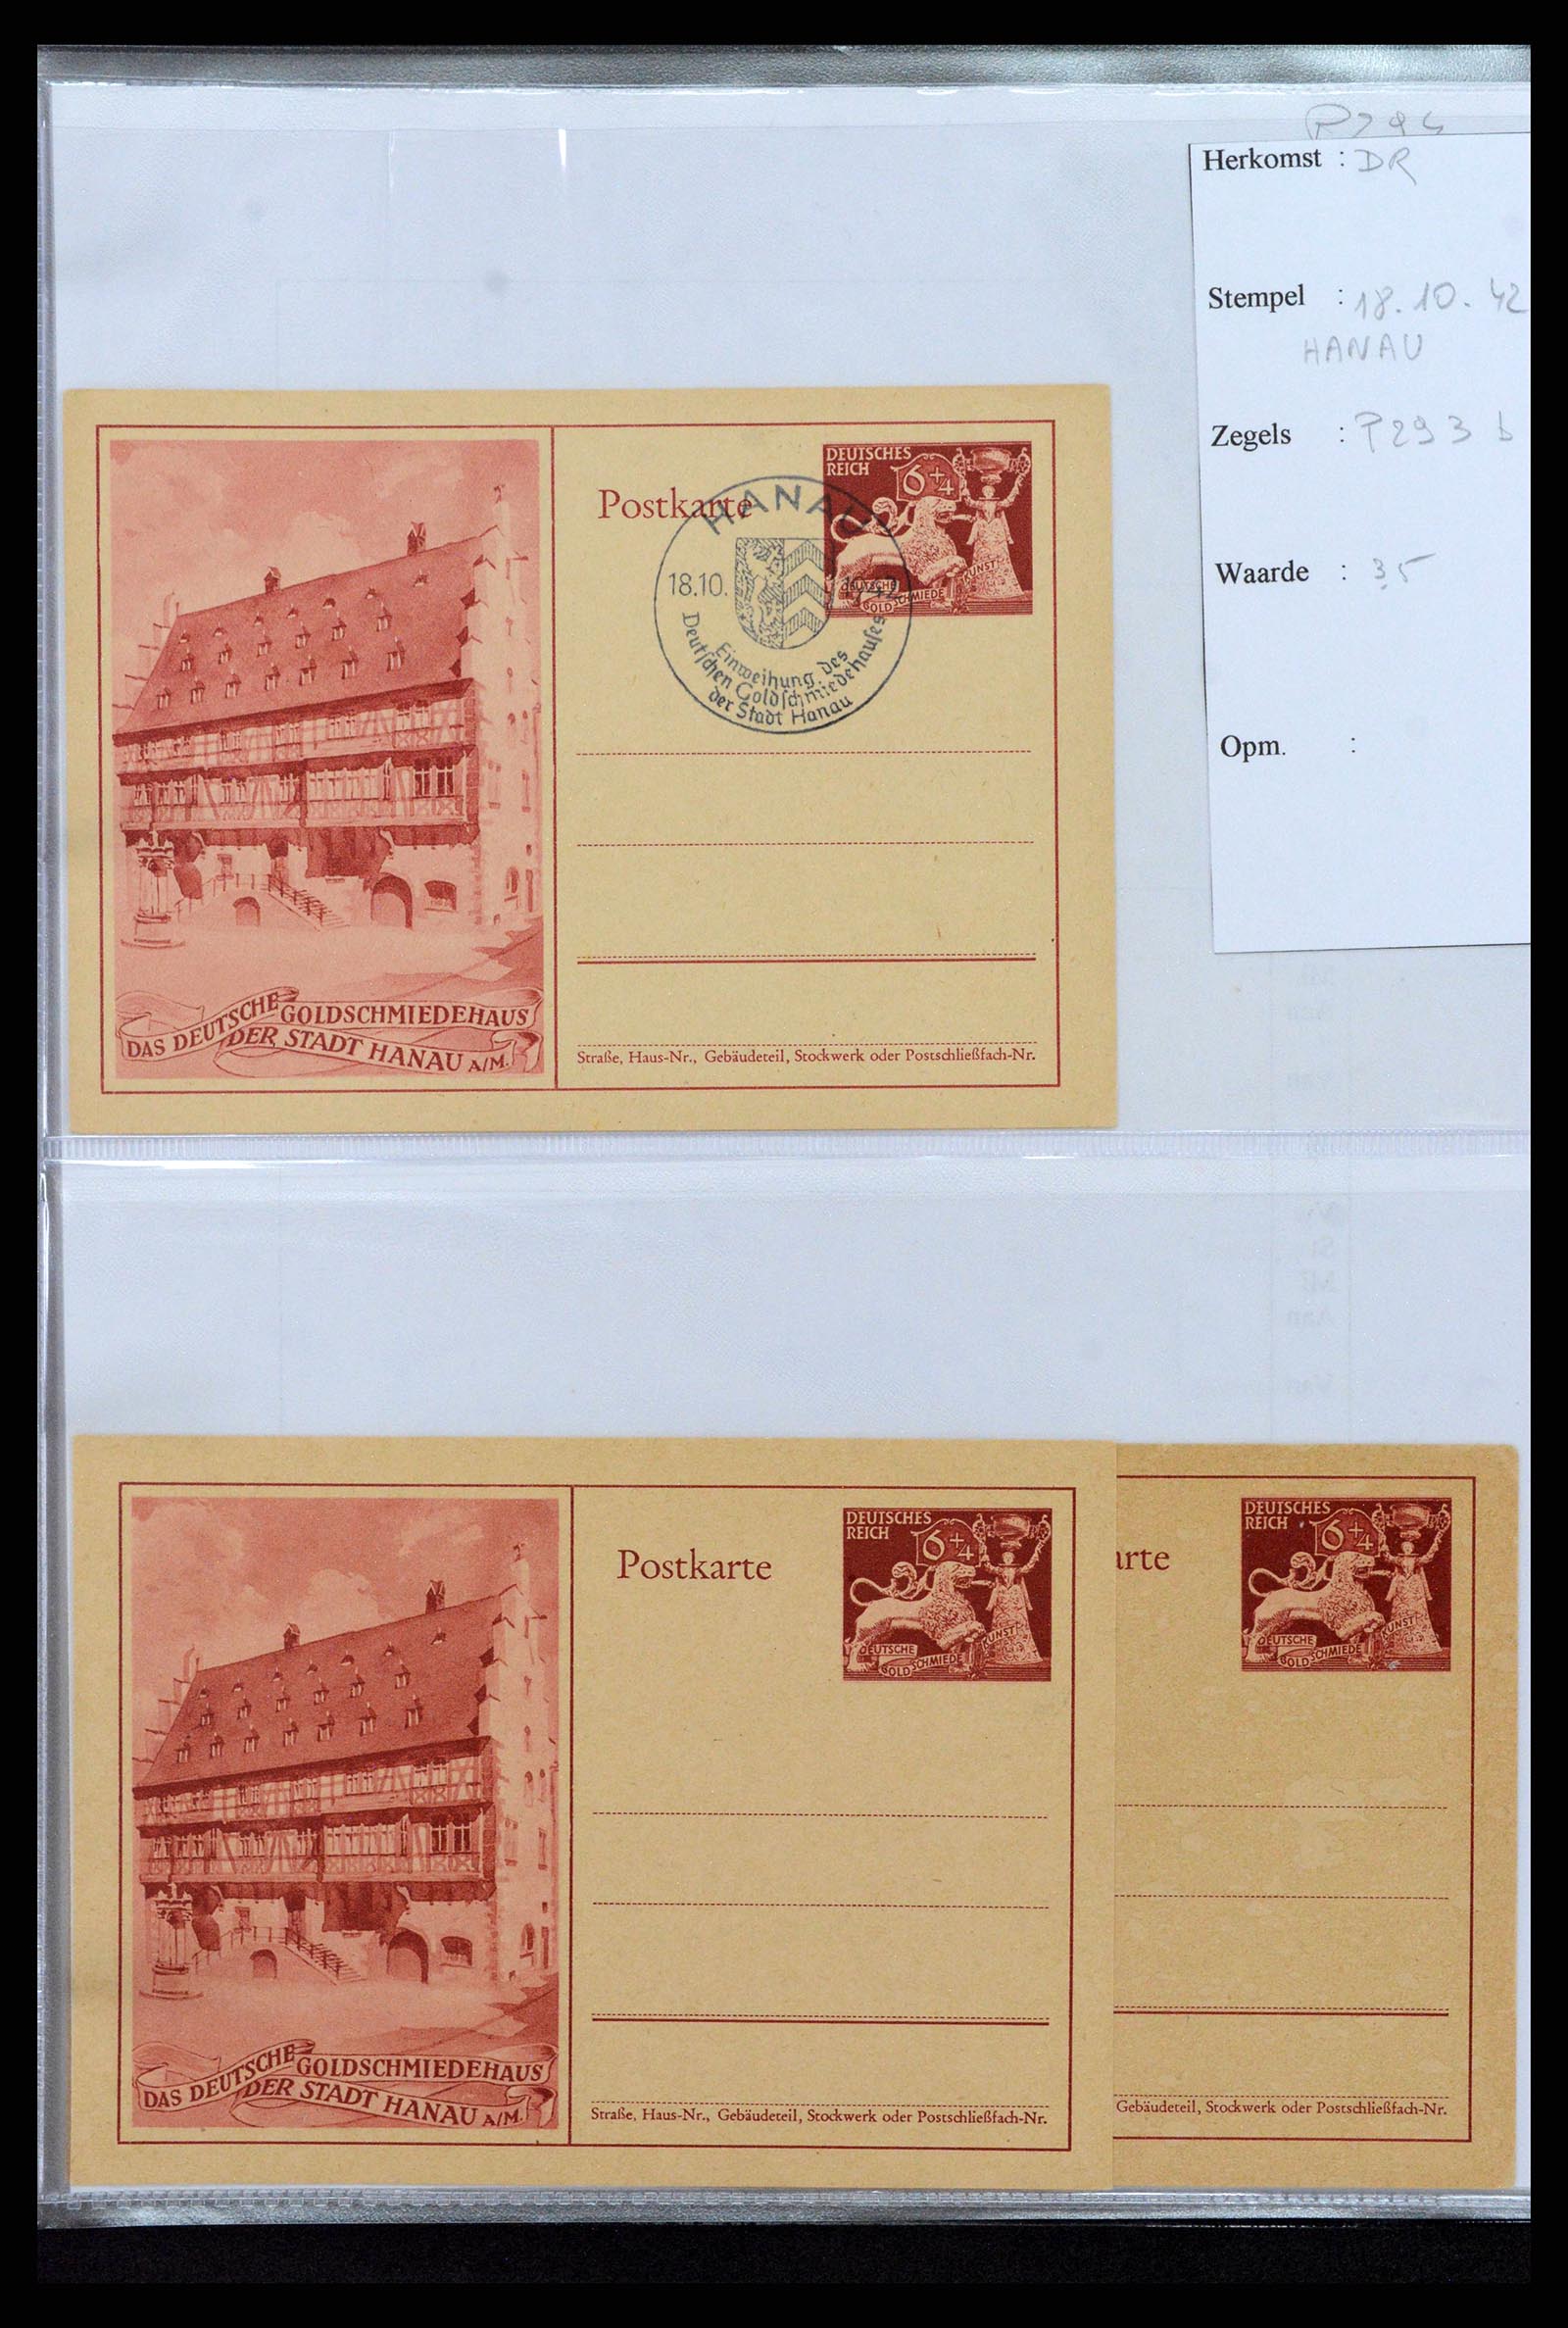 P294
Herkomst : DR
Stempel : 18.10.42
HANAU
Zegels : P293 b
Waarde : 35
Opm. :
DEUTSCHES
REICH
6+4
DEUTSCHE
GOLDSCHMIEDE
KUNST
Postkarte
HANAU
18.10. 1942
Einweihung des
Deutschen Goldschmiedehauses
der Stadt Hanau
DAS DEUTSCHE GOLDSCHMIEDEHAUS
DER STADT HANAU A/M.
Straße, Haus-Nr., Gebäudeteil, Stockwerk oder Postschließfach-Nr.
DEUTSCHES
REICH
6+4
DEUTSCHE
GOLDSCHMIEDE
KUNST
Postkarte
DAS DEUTSCHE GOLDSCHMIEDEHAUS
DER STADT HANAU A/M.
Straße, Haus-Nr., Gebäudeteil, Stockwerk oder Postschließfach-Nr.
DEUTSCHES
REICH
6+4
DEUTSCHE
GOLDSCHMIEDE
KUNST
arte
Gebäudeteil, Stockwerk oder Postschließfach-Nr.